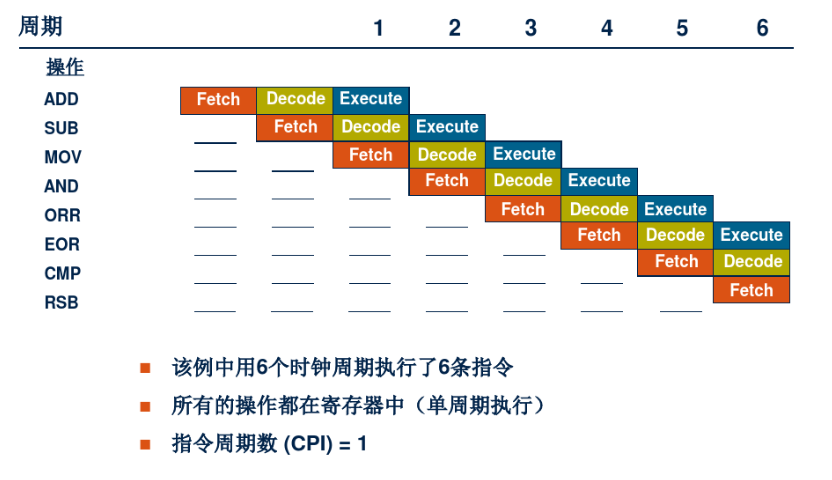 周期 1 2 3 4 5 6
操作
ADD Fetch Decode Execute
SUB Fetch Decode Execute
MOV Fetch Decode Execute
AND Fetch Decode Execute
ORR Fetch Decode Execute
EOR Fetch Decode Execute
CMP Fetch Decode
RSB Fetch
该例中用6个时钟周期执行了6条指令
所有的操作都在寄存器中（单周期执行）
指令周期数 (CPI) = 1